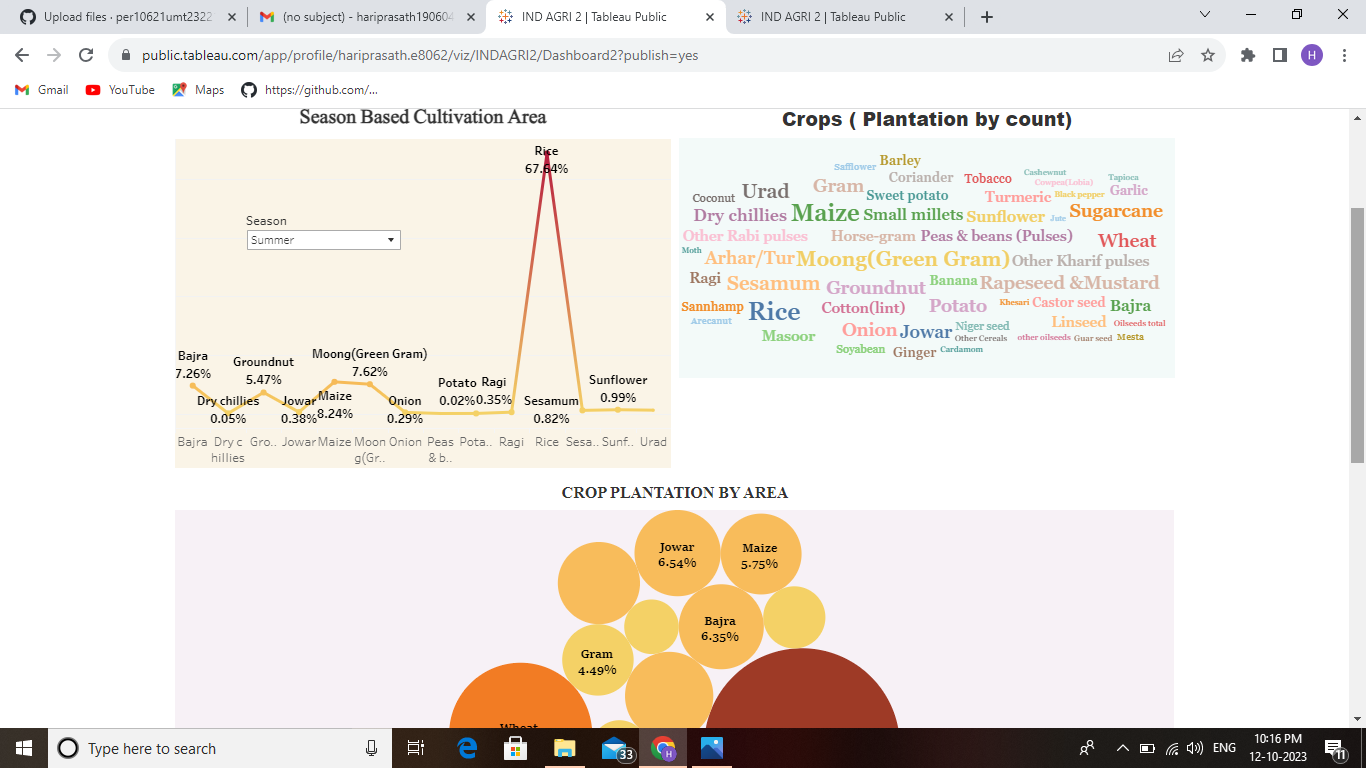 Upload files · per10621umt2322
(no subject) - hariprasath190604
IND AGRI 2 | Tableau Public
IND AGRI 2 | Tableau Public
public.tableau.com/app/profile/hariprasath.e8062/viz/INDAGRI2/Dashboard2?publish=yes
H
Gmail
YouTube
Maps
https://github.com/...
Season Based Cultivation Area
Rice
67.64%
Season
Summer
Bajra
7.26%
Groundnut
5.47%
Moong(Green Gram)
7.62%
Dry chillies
0.05%
Jowar
0.38%
Maize
8.24%
Onion
0.29%
Potato
0.02%
Ragi
0.35%
Sesamum
0.82%
Sunflower
0.99%
Bajra
Dry c
hillies
Gro..
Jowar
Maize
Moon
g(Gr..
Onion
Peas
& b..
Pota..
Ragi
Rice
Sesa..
Sunf..
Urad
Crops ( Plantation by count)
Safflower Barley
Coriander Tobacco Cashewnut
Cowpea(Lobia) Tapioca
Coconut Urad Gram Sweet potato Turmeric Black pepper Garlic
Dry chillies Maize Small millets Sunflower Jute Sugarcane
Other Rabi pulses Horse-gram Peas & beans (Pulses) Wheat
Moth Arhar/Tur Moong(Green Gram) Other Kharif pulses
Ragi Sesamum Groundnut Banana Rapeseed &Mustard
Sannhamp Rice Cotton(lint) Potato Khesari Castor seed Bajra
Arecanut Masoor Onion Jowar Niger seed Linseed Oilseeds total
Other Cereals other oilseeds Guar seed Mesta
Soyabean Ginger Cardamom
CROP PLANTATION BY AREA
Jowar
6.54%
Maize
5.75%
Bajra
6.35%
Gram
4.49%
Wheat
Type here to search
33
H
ENG
10:16 PM
12-10-2023
11